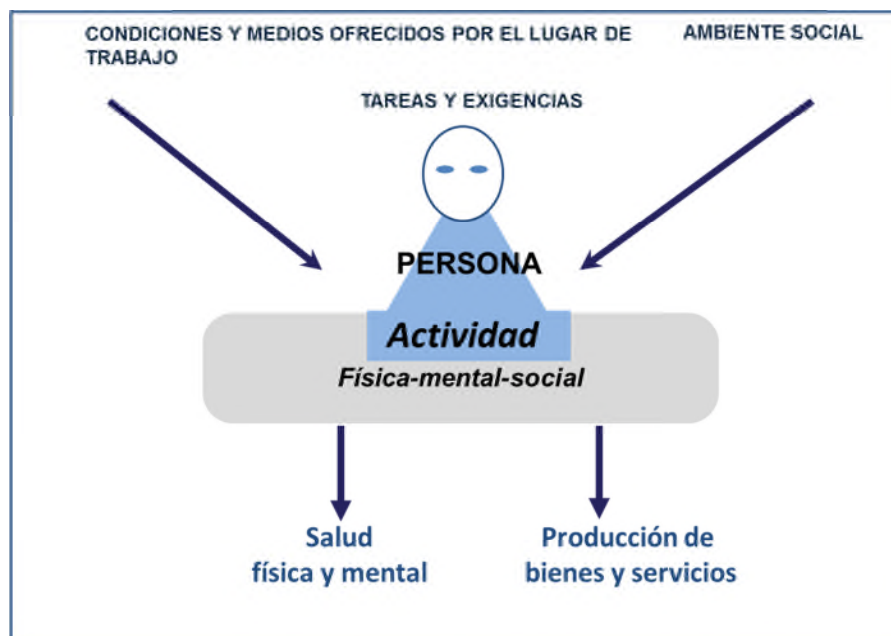 CONDICIONES Y MEDIOS OFRECIDOS POR EL LUGAR DE
TRABAJO
AMBIENTE SOCIAL
TAREAS Y EXIGENCIAS
PERSONA
Actividad
Física-mental-social
Salud
física y mental
Producción de
bienes y servicios